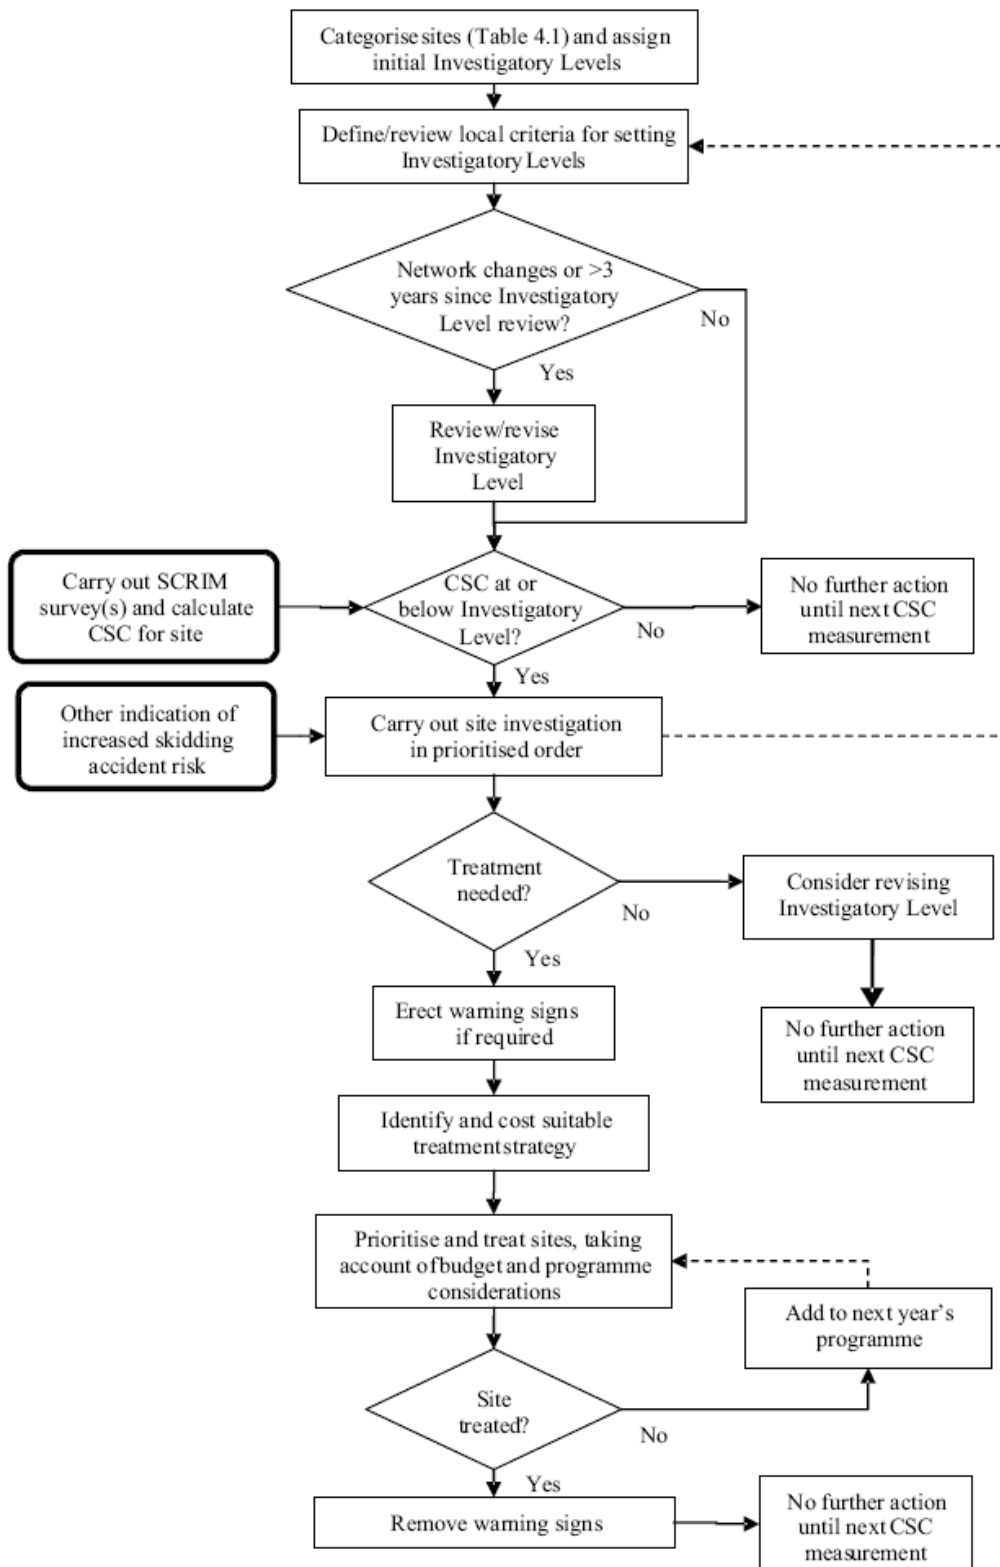 Categorise sites (Table 4.1) and assign
initial Investigatory Levels
Define/review local criteria for setting
Investigatory Levels
Network changes or >3
years since Investigatory
Level review?
No
Yes
Review/revise
Investigatory
Level
Carry out SCRIM
survey(s) and calculate
CSC for site
CSC at or
below Investigatory
Level?
No
No further action
until next CSC
measurement
Yes
Other indication of
increased skidding
accident risk
Carry out site investigation
in prioritised order
Treatment
needed?
No
Consider revising
Investigatory Level
Yes
Erect warning signs
if required
No further action
until next CSC
measurement
Identify and cost suitable
treatment strategy
Prioritise and treat sites, taking
account of budget and programme
considerations
Add to next year’s
programme
Site
treated?
No
Yes
Remove warning signs
No further action
until next CSC
measurement